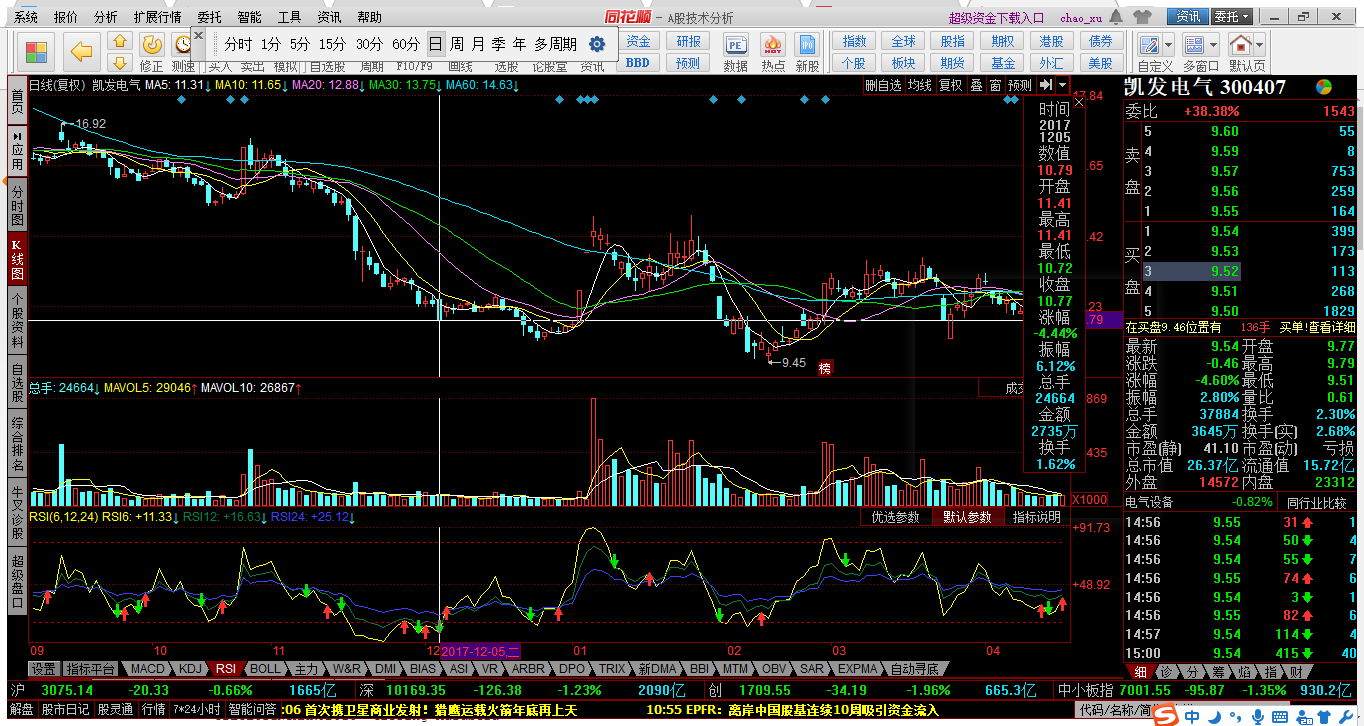 系统 报价 分析 扩展行情 委托 智能 工具 资讯 帮助 同花顺 - A股技术分析 超级资金下载入口 chao_xu 资讯 委托
修正 测速 买入 卖出 模拟 自选股 周期 F10/F9 画线 选股 论股堂 资讯
分时 1分 5分 15分 30分 60分 日 周 月 季 年 多周期
资金 研报 指数 全球 股指 期权 港股 债券
BBD 预测 数据 热点 新股 个股 板块 期货 基金 外汇 美股 自定义 多窗口 默认页
首页
应用
分时图
K线图
个股资料
自选股
综合排名
牛叉诊股
超级盘口
日线(复权) 凯发电气 MA5: 11.31↓ MA10: 11.65↓ MA20: 12.88↓ MA30: 13.75↓ MA60: 14.63↓ 删自选 均线 复权 叠 窗 预测
17.84
16.92
.65
.42
.23
.79
9.45
榜
时间
2017
1205
数值
10.79
开盘
11.41
最高
11.41
最低
10.72
收盘
10.77
涨幅
-4.44%
振幅
6.12%
总手
24664
金额
2735万
换手
1.62%
总手: 24664↓ MAVOL5: 29046↑ MAVOL10: 26867↑
869
435
X1000
RSI(6,12,24) RSI6: +11.33↓ RSI12: +16.63↓ RSI24: +25.12↓ 优选参数 默认参数 指标说明
+91.73
+48.92
09 10 11 12 2017-12-05,二 01 02 03 04
设置 指标平台 MACD KDJ RSI BOLL 主力 W&R DMI BIAS ASI VR ARBR DPO TRIX 新DMA BBI MTM OBV SAR EXPMA 自动寻底
凯发电气 300407
委比 +38.38% 1543
卖盘
5 9.60 55
4 9.59 8
3 9.57 753
2 9.56 259
1 9.55 164
买盘
1 9.54 399
2 9.53 173
3 9.52 113
4 9.51 268
5 9.50 1829
在买盘9.46位置有 136手 买单!查看详细
最新 9.54 开盘 9.77
涨跌 -0.46 最高 9.79
涨幅 -4.60% 最低 9.51
振幅 2.80% 量比 0.61
总手 37884 换手 2.30%
金额 3645万 换手(实) 2.68%
市盈(静) 41.10 市盈(动) 亏损
总市值 26.37亿 流通值 15.72亿
外盘 14572 内盘 23312
电气设备 -0.82% 同行业比较
14:56 9.55 31 1
14:56 9.54 50 4
14:56 9.54 55 7
14:56 9.55 74 6
14:56 9.54 3 1
14:56 9.55 82 6
14:57 9.54 114 4
15:00 9.54 415 40
细 诊 分 筹 焰 指 财
沪 3075.14 -20.33 -0.66% 1665亿 深 10169.35 -126.38 -1.23% 2090亿 创 1709.55 -34.19 -1.96% 665.3亿 中小板指 7001.55 -95.87 -1.35% 930.2亿
解盘 股市日记 股灵通 行情 7*24小时 智能问答 :06 首次携卫星商业发射!猎鹰运载火箭年底再上天 10:55 EPFR:离岸中国股基连续10周吸引资金流入 代码/名称/简